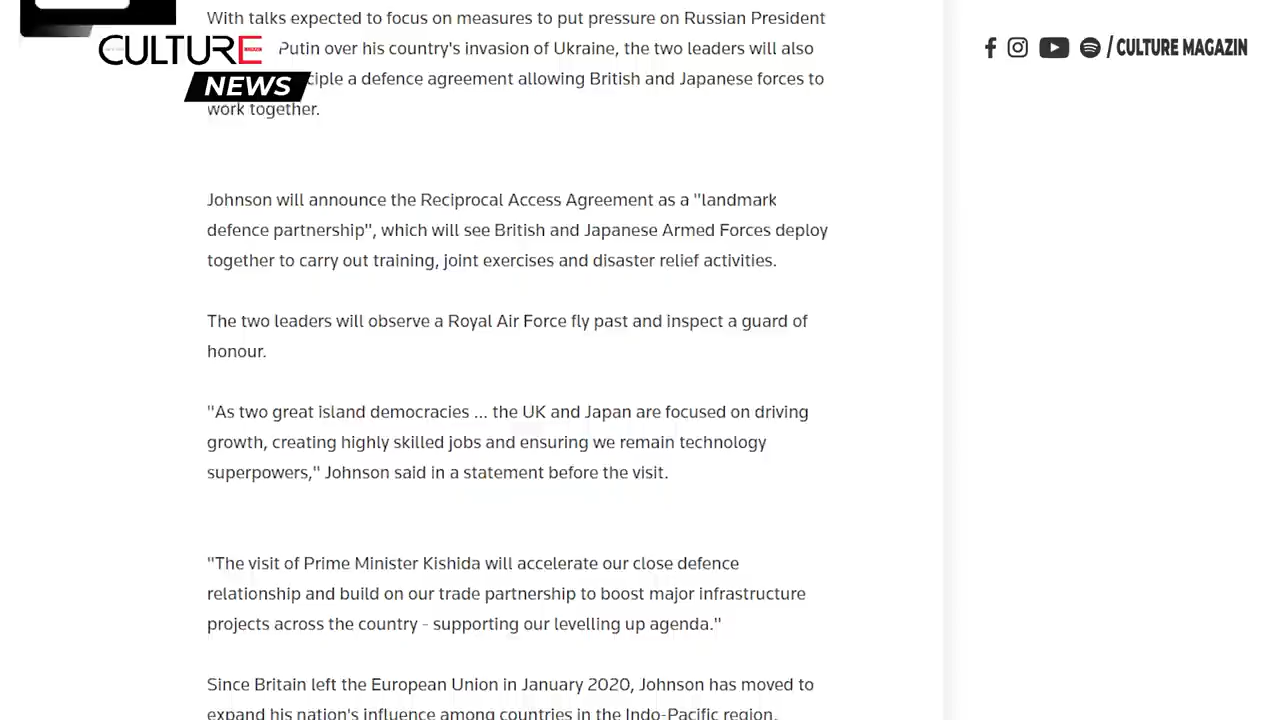 With talks expected to focus on measures to put pressure on Russian President
CULTURE
Putin over his country's invasion of Ukraine, the two leaders will also
/ CULTURE MAGAZIN
NEWS
ciple a defence agreement allowing British and Japanese forces to
work together.
Johnson will announce the Reciprocal Access Agreement as a "landmark
defence partnership", which will see British and Japanese Armed Forces deploy
together to carry out training, joint exercises and disaster relief activities.
The two leaders will observe a Royal Air Force fly past and inspect a guard of
honour.
"As two great island democracies ... the UK and Japan are focused on driving
growth, creating highly skilled jobs and ensuring we remain technology
superpowers," Johnson said in a statement before the visit.
"The visit of Prime Minister Kishida will accelerate our close defence
relationship and build on our trade partnership to boost major infrastructure
projects across the country - supporting our levelling up agenda."
Since Britain left the European Union in January 2020, Johnson has moved to
expand his nation's influence among countries in the Indo-Pacific region,